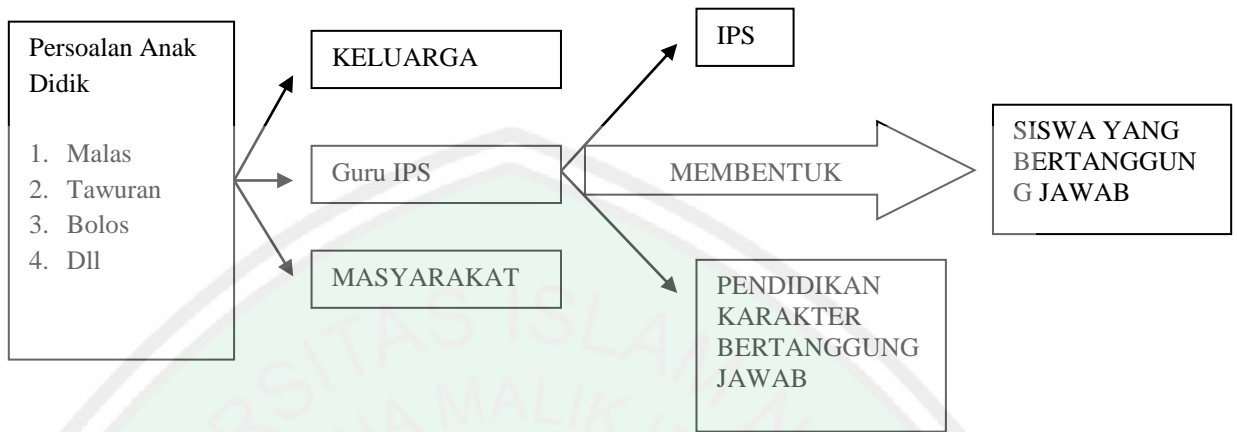 Persoalan Anak
Didik
1. Malas
2. Tawuran
3. Bolos
4. Dll
KELUARGA
Guru IPS
MASYARAKAT
IPS
MEMBENTUK
PENDIDIKAN
KARAKTER
BERTANGGUNG
JAWAB
SISWA YANG
BERTANGGUN
G JAWAB